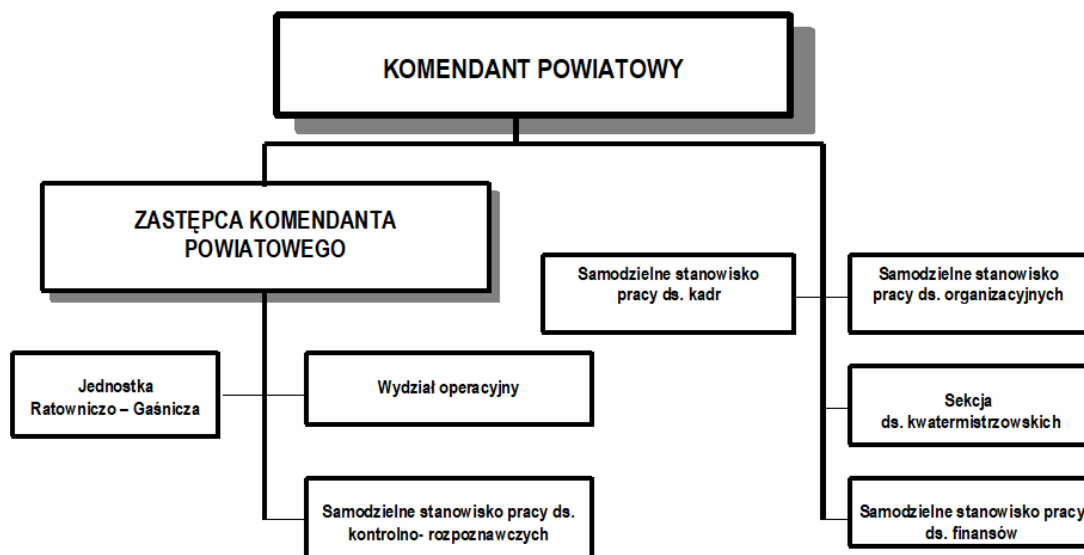 KOMENDANT POWIATOWY
ZASTĘPCA KOMENDANTA
POWIATOWEGO
Samodzielne stanowisko
pracy ds. kadr
Samodzielne stanowisko
pracy ds. organizacyjnych
Jednostka
Ratowniczo – Gaśnicza
Wydział operacyjny
Sekcja
ds. kwatermistrzowskich
Samodzielne stanowisko pracy ds.
kontrolno- rozpoznawczych
Samodzielne stanowisko pracy
ds. finansów